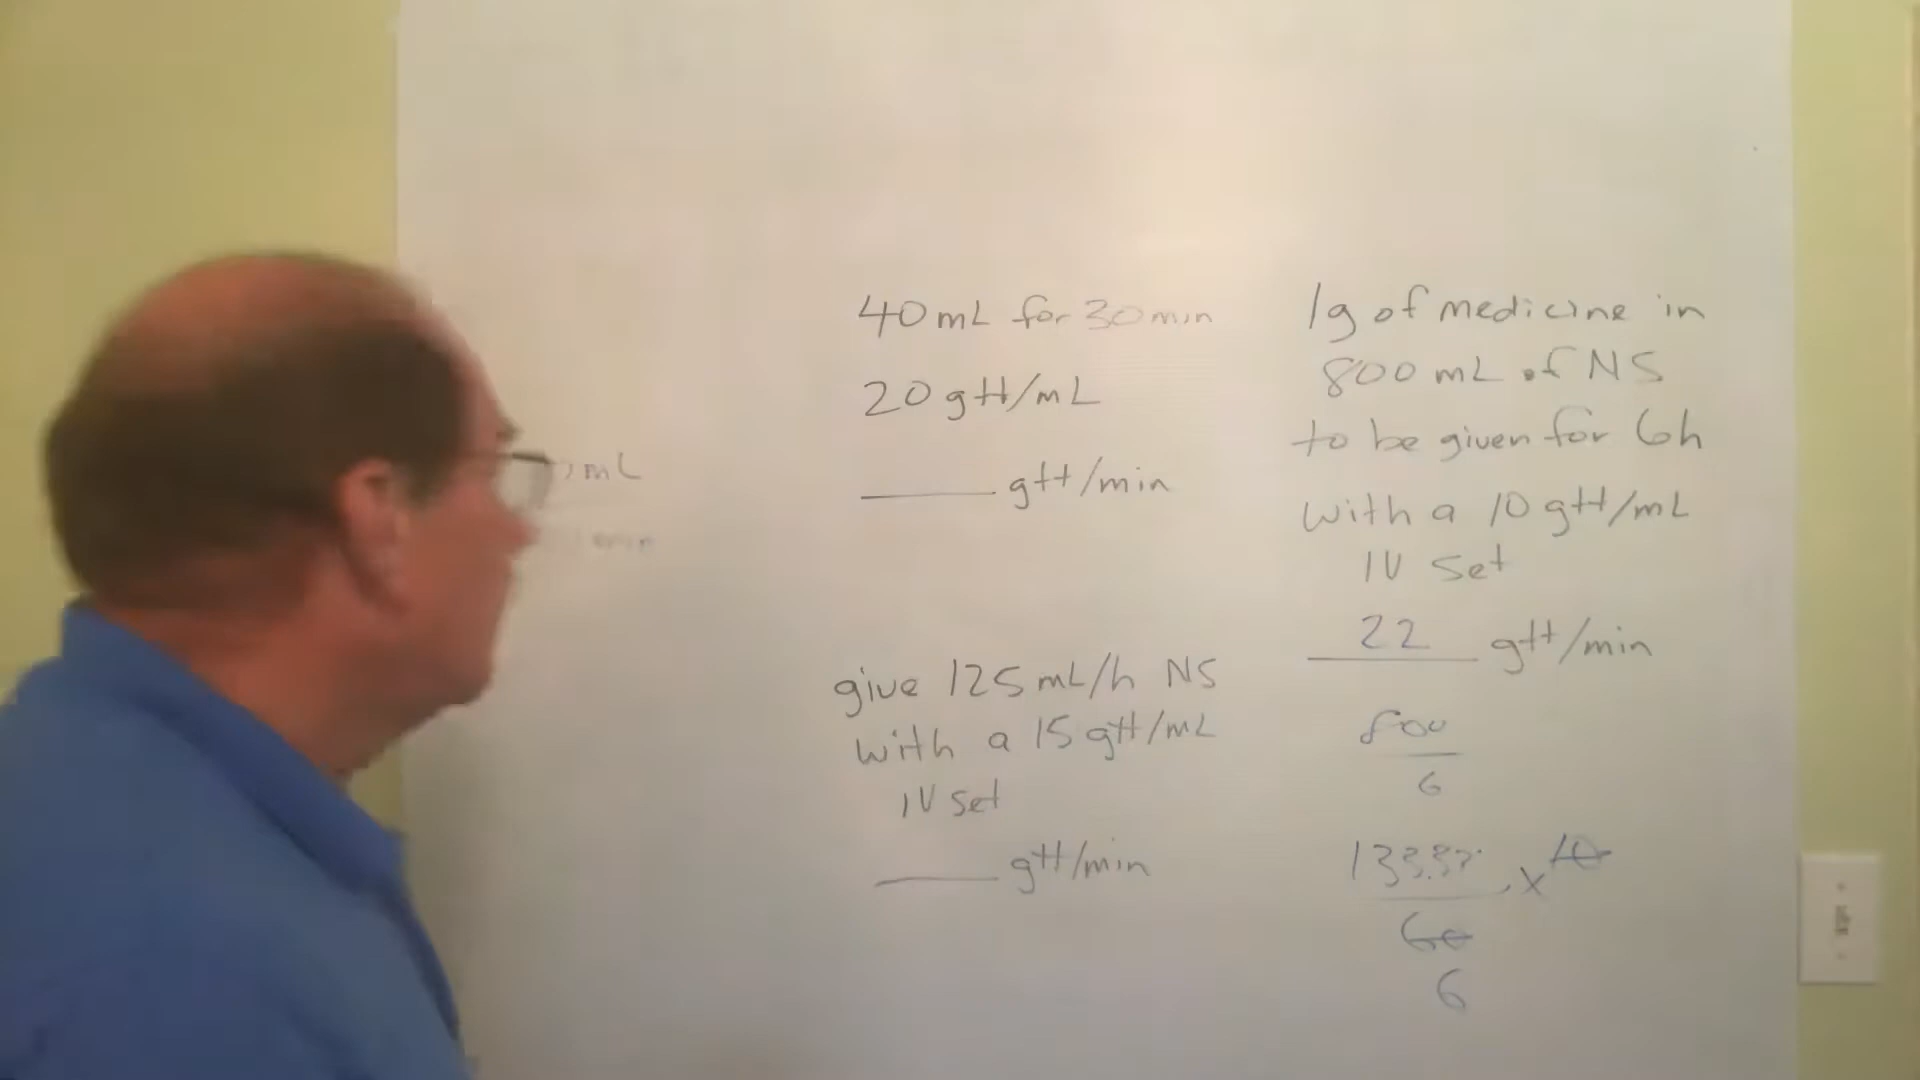 mL
40 mL for 30 min
20 gtt/mL
____ gtt/min
give 125 mL/h NS
with a 15 gtt/mL
IV set
____ gtt/min
1g of medicine in
800 mL of NS
to be given for 6h
with a 10 gtt/mL
IV Set
22 gtt/min
800
6
x 10
60
6